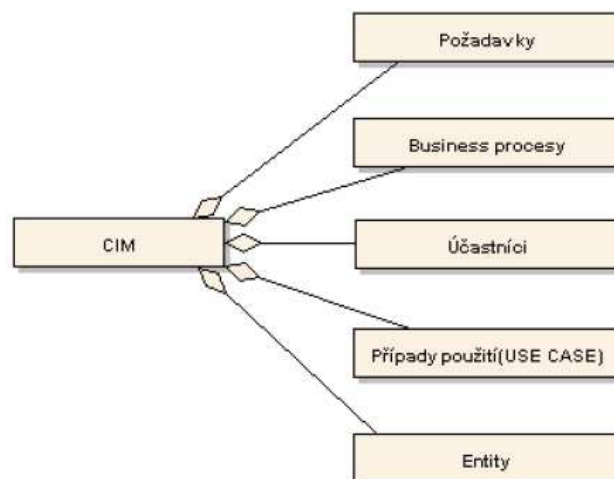 Požadavky
Business procesy
CIM
Účastníci
Případy použití(USE CASE)
Entity